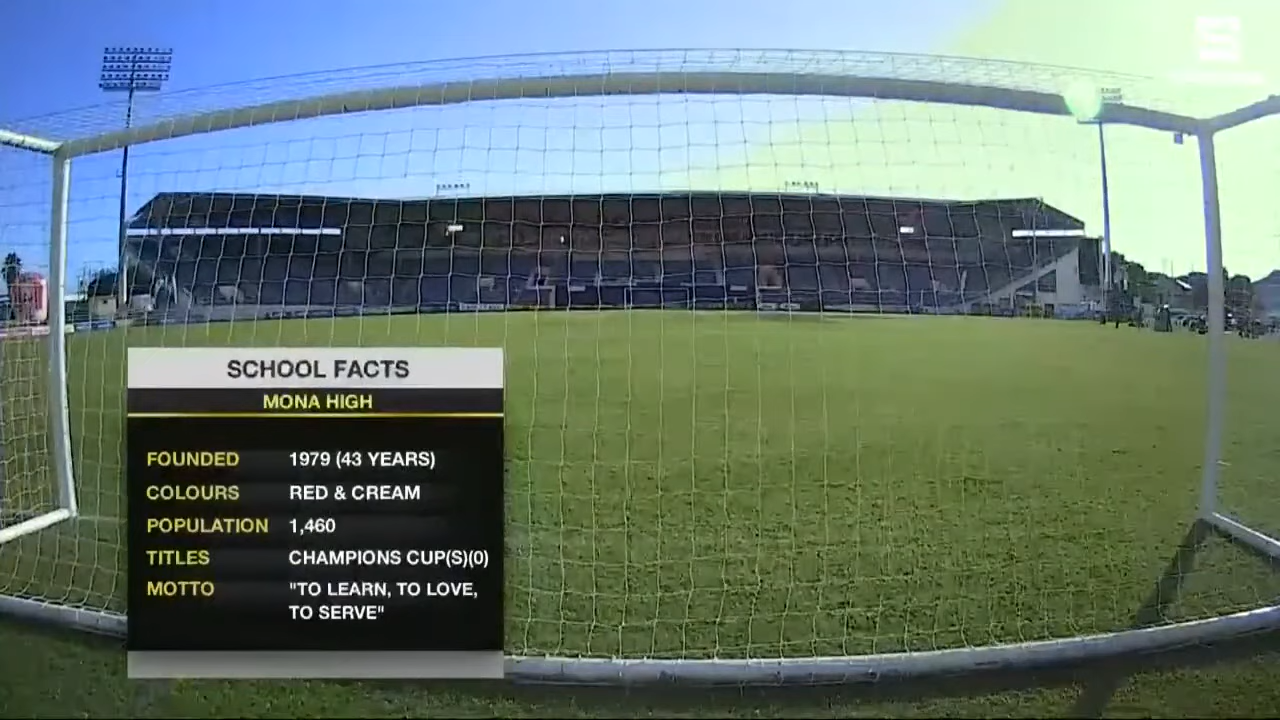 SCHOOL FACTS
MONA HIGH
FOUNDED 1979 (43 YEARS)
COLOURS RED & CREAM
POPULATION 1,460
TITLES CHAMPIONS CUP(S)(0)
MOTTO "TO LEARN, TO LOVE,
TO SERVE"